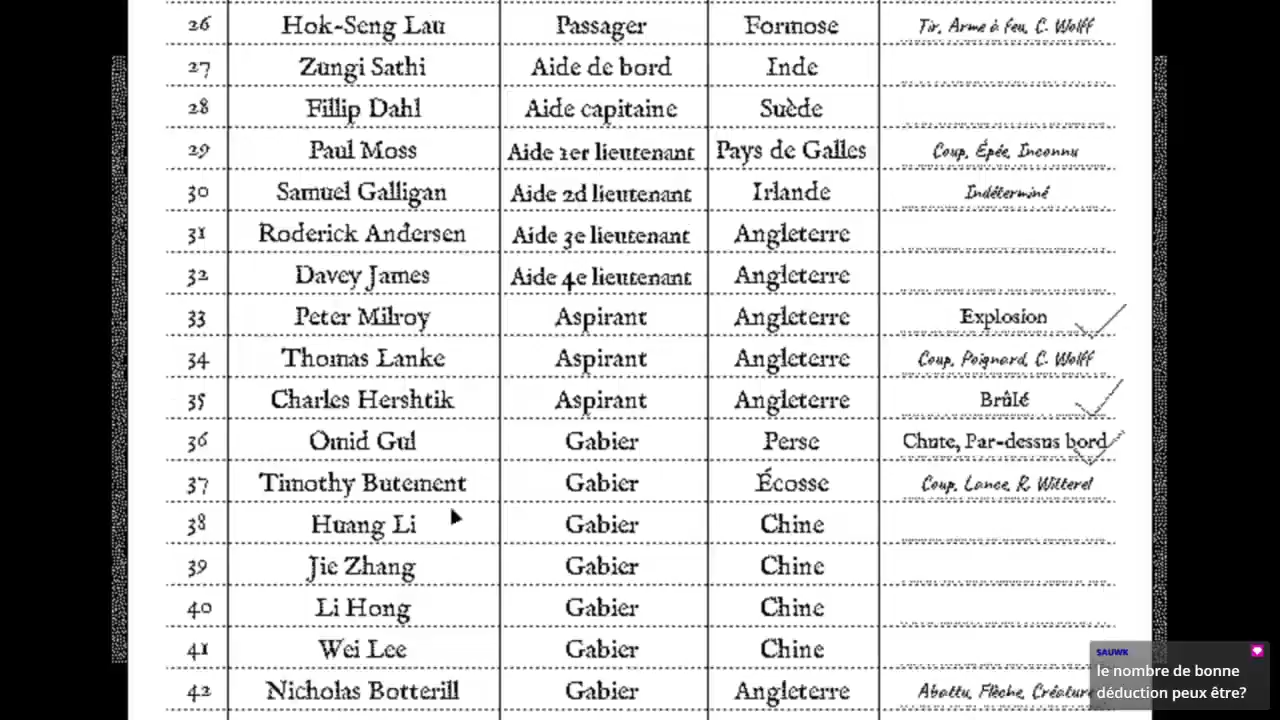 26 Hok-Seng Lau Passager Formose Tir, Arme à feu, C. Wolff
27 Zungi Sathi Aide de bord Inde
28 Fillip Dahl Aide capitaine Suède
29 Paul Moss Aide 1er lieutenant Pays de Galles Coup, Épée, Inconnu
30 Samuel Galligan Aide 2d lieutenant Irlande Indéterminé
31 Roderick Andersen Aide 3e lieutenant Angleterre
32 Davey James Aide 4e lieutenant Angleterre
33 Peter Milroy Aspirant Angleterre Explosion
34 Thomas Lanke Aspirant Angleterre Coup, Poignard, C. Wolff
35 Charles Hershtik Aspirant Angleterre Brûlé
36 Omid Gul Gabier Perse Chute, Par-dessus bord
37 Timothy Butement Gabier Écosse Coup, Lance, R. Witterel
38 Huang Li Gabier Chine
39 Jie Zhang Gabier Chine
40 Li Hong Gabier Chine
41 Wei Lee Gabier Chine
42 Nicholas Botterill Gabier Angleterre Abattu, Flèche, Créature
SAUWK
le nombre de bonne
déduction peux être?